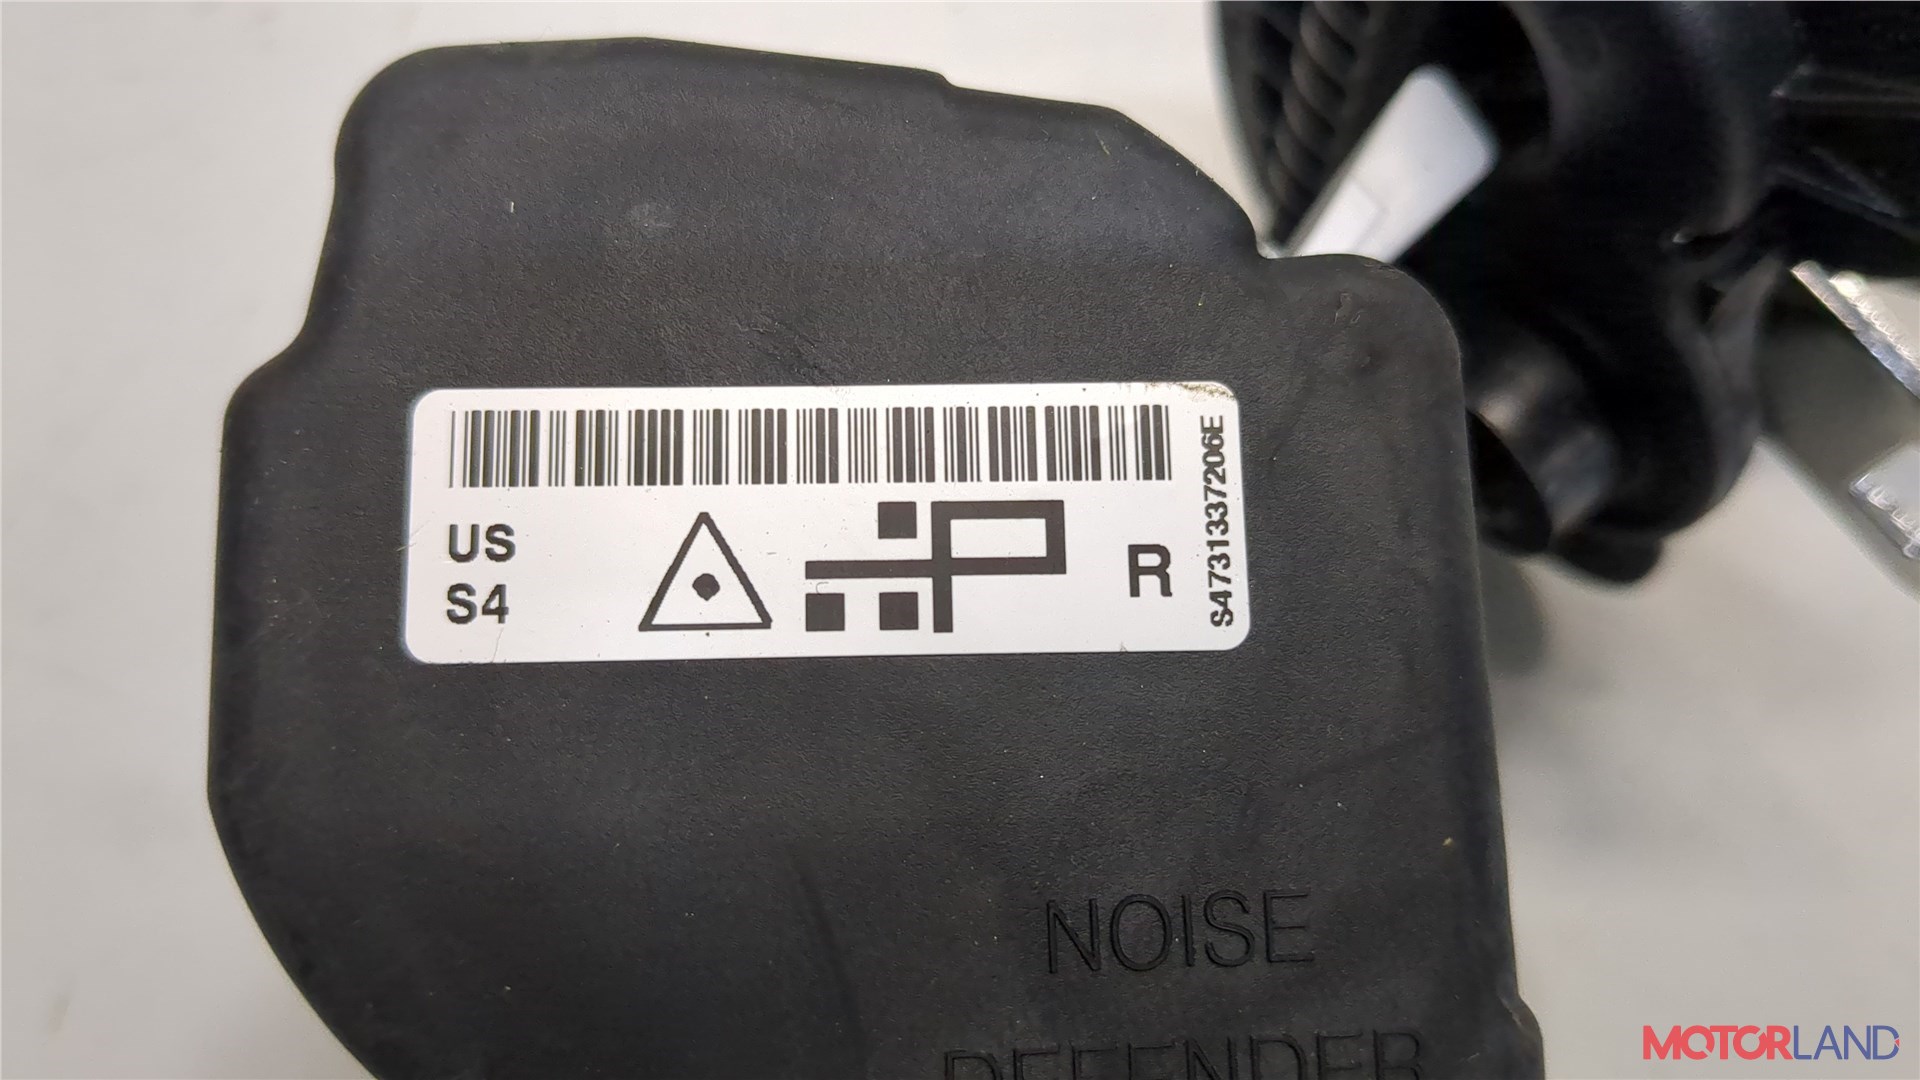 US
S4
R
S4731337206E
NOISE
DEFENDER
MOTORLAND